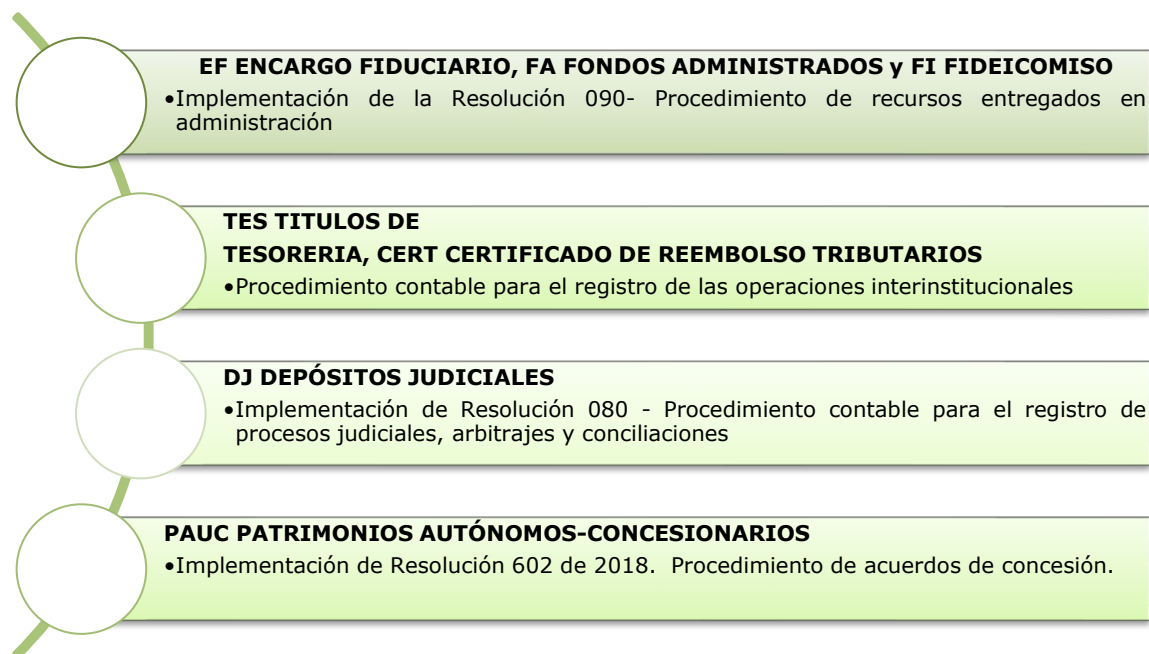 EF ENCARGO FIDUCIARIO, FA FONDOS ADMINISTRADOS y FI FIDEICOMISO
•Implementación de la Resolución 090- Procedimiento de recursos entregados en
administración
TES TITULOS DE
TESORERIA, CERT CERTIFICADO DE REEMBOLSO TRIBUTARIOS
•Procedimiento contable para el registro de las operaciones interinstitucionales
DJ DEPÓSITOS JUDICIALES
•Implementación de Resolución 080 - Procedimiento contable para el registro de
procesos judiciales, arbitrajes y conciliaciones
PAUC PATRIMONIOS AUTÓNOMOS-CONCESIONARIOS
•Implementación de Resolución 602 de 2018. Procedimiento de acuerdos de concesión.